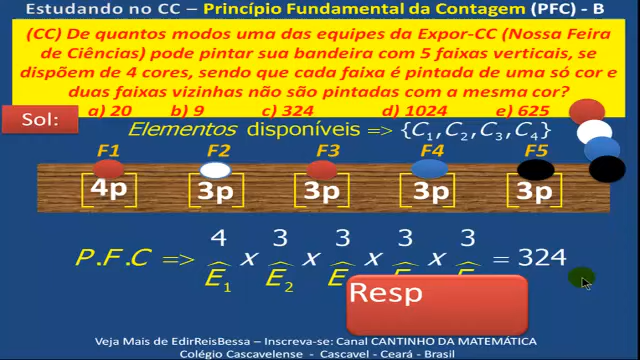 Estudando no CC – Princípio Fundamental da Contagem (PFC) - B
(CC) De quantos modos uma das equipes da Expor-CC (Nossa Feira
de Ciências) pode pintar sua bandeira com 5 faixas verticais, se
dispõem de 4 cores, sendo que cada faixa é pintada de uma só cor e
duas faixas vizinhas não são pintadas com a mesma cor?
a) 20 b) 9 c) 324 d) 1024 e) 625
Sol:
Elementos disponíveis => {C₁,C₂,C₃,C₄}
F1 F2 F3 F4 F5
[4p] [3p] [3p] [3p] [3p]
4 3 3 3 3
P.F.C => x x x x = 324
E₁ E₂ E
Resp
Veja Mais de EdirReisBessa – Inscreva-se: Canal CANTINHO DA MATEMÁTICA
Colégio Cascavelense - Cascavel - Ceará - Brasil